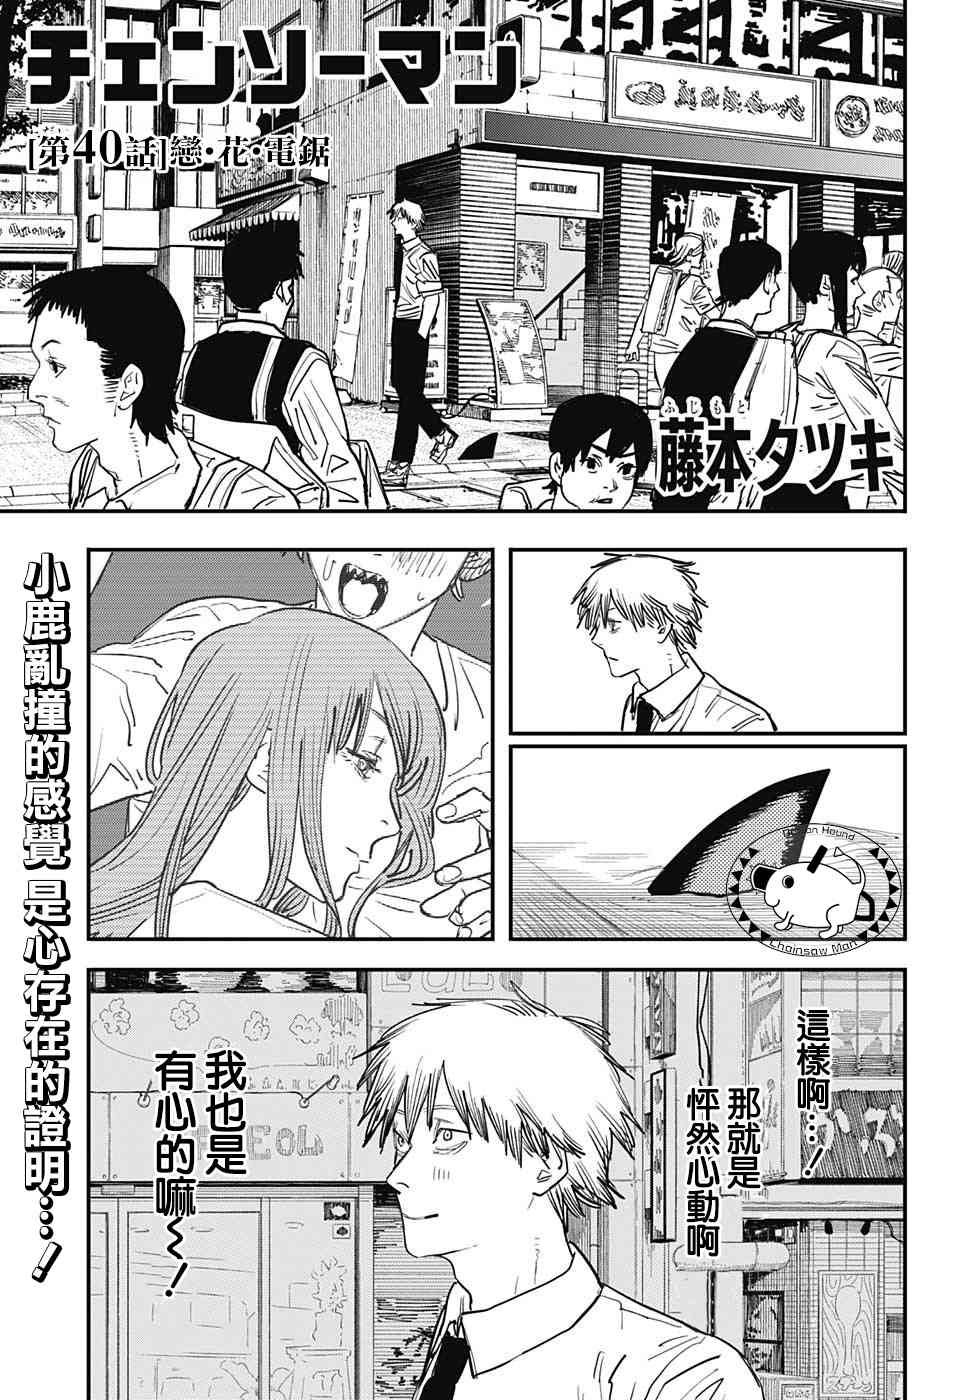 チェンソーマン
[第40話]戀・花・電鋸
ふじもと
藤本タツキ
小鹿亂撞的感覺 是心存在的證明…！
Chainsaw Man
這樣啊…！
那就是
怦然心動啊
我也是
有心的嘛～！